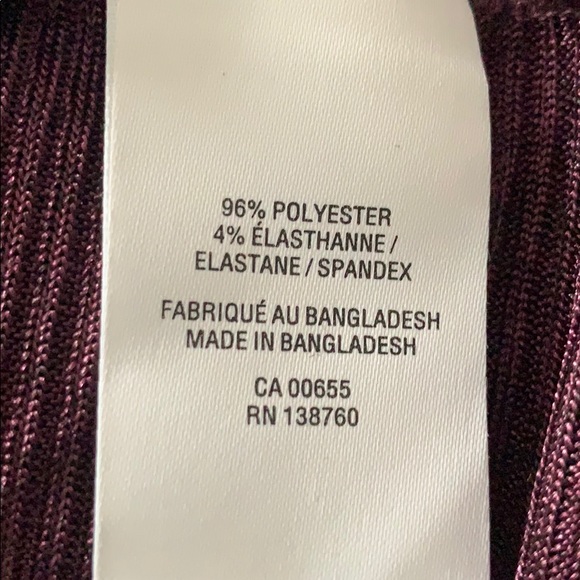 96% POLYESTER
4% ÉLASTHANNE /
ELASTANE / SPANDEX
FABRIQUÉ AU BANGLADESH
MADE IN BANGLADESH
CA 00655
RN 138760